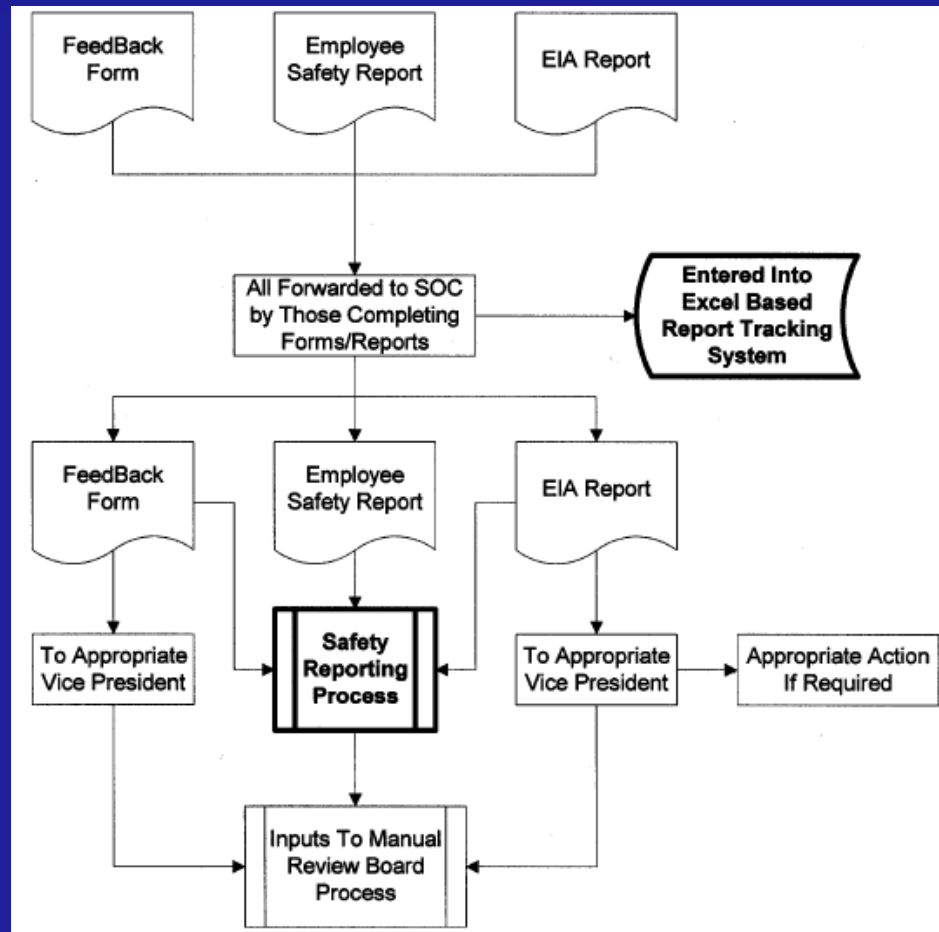 FeedBack
Form
Employee
Safety Report
EIA Report
All Forwarded to SOC
by Those Completing
Forms/Reports
Entered Into
Excel Based
Report Tracking
System
FeedBack
Form
Employee
Safety Report
EIA Report
To Appropriate
Vice President
Safety
Reporting
Process
To Appropriate
Vice President
Appropriate Action
If Required
Inputs To Manual
Review Board
Process